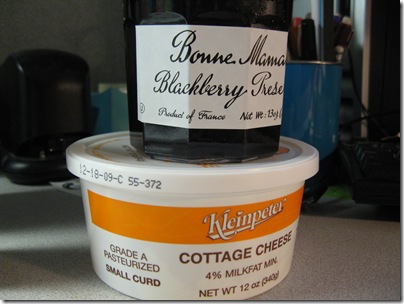 Bonne Maman
Blackberry Prese
Product of France Net Wt: 13oz
12-18-09-C 55-372
Kleinpeter
GRADE A
PASTEURIZED
SMALL CURD
COTTAGE CHEESE
4% MILKFAT MIN.
NET WT 12 oz (340g)